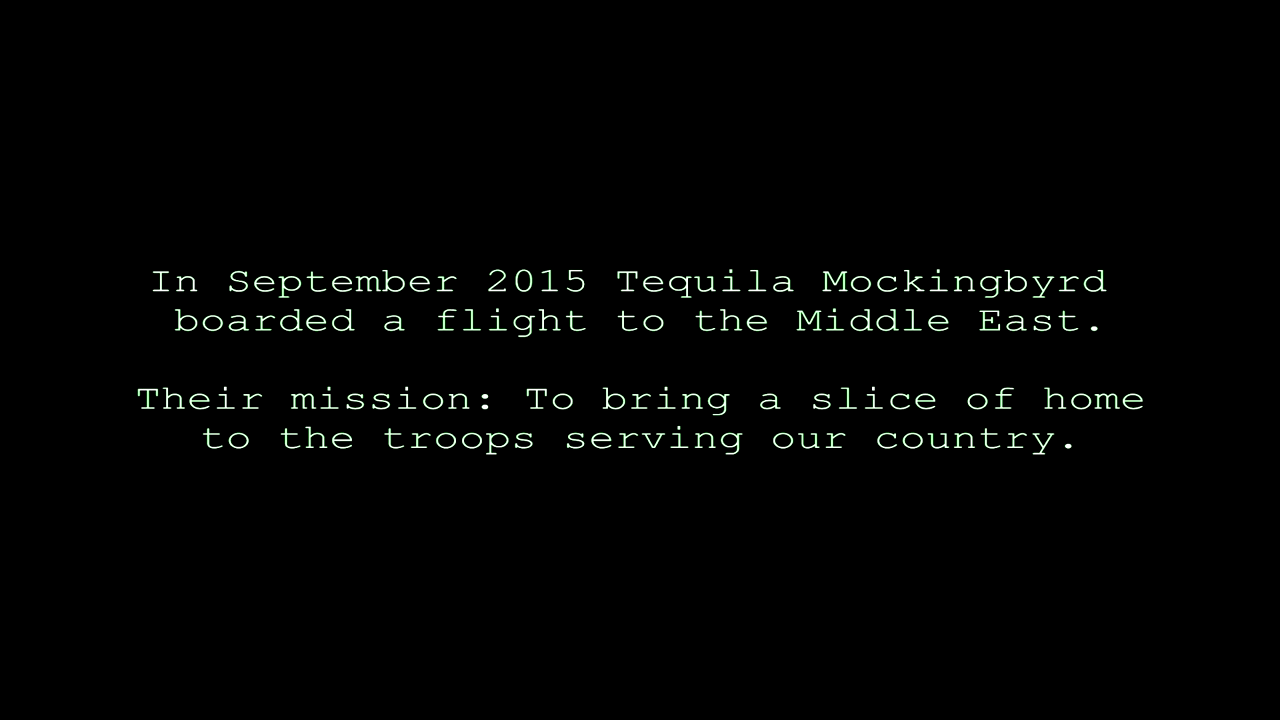 In September 2015 Tequila Mockingbyrd
boarded a flight to the Middle East.
Their mission: To bring a slice of home
to the troops serving our country.